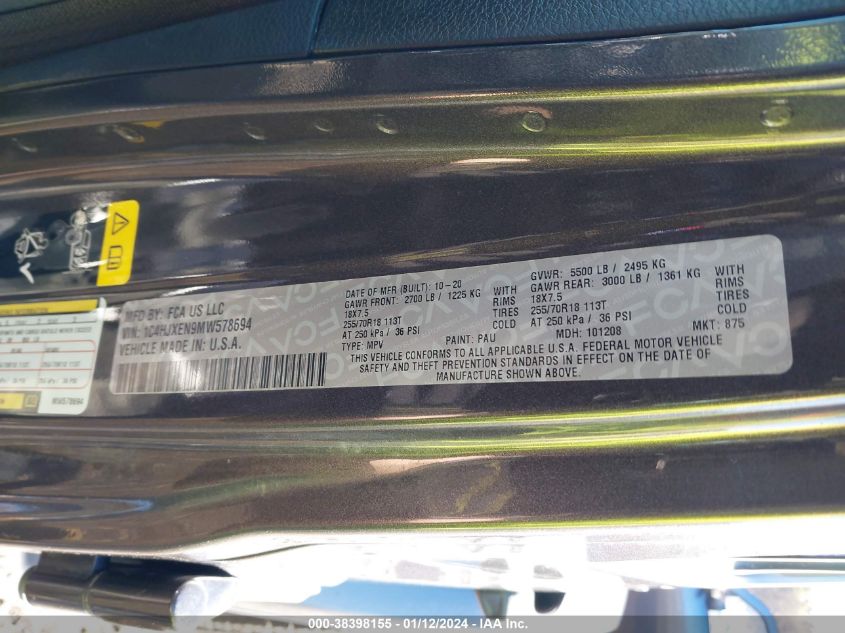 MFD BY: FCA US LLC
VIN: 1C4HJXEN9MW578694
VEHICLE MADE IN: U.S.A.
DATE OF MFR (BUILT): 10-20
GAWR FRONT: 2700 LB / 1225 KG WITH
18X7.5 RIMS
255/70R18 113T TIRES
AT 250 kPa / 36 PSI COLD
TYPE: MPV PAINT: PAU
GVWR: 5500 LB / 2495 KG
GAWR REAR: 3000 LB / 1361 KG WITH
18X7.5 RIMS
255/70R18 113T TIRES
AT 250 kPa / 36 PSI COLD
MDH: 101208 MKT: 875
THIS VEHICLE CONFORMS TO ALL APPLICABLE U.S.A. FEDERAL MOTOR VEHICLE
SAFETY AND THEFT PREVENTION STANDARDS IN EFFECT ON THE DATE OF
MANUFACTURE SHOWN ABOVE.
MW578694
000-38398155 - 01/12/2024 - IAA Inc.